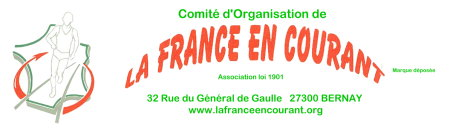 Comité d'Organisation de
LA FRANCE EN COURANT
Association loi 1901
Marque déposée
32 Rue du Général de Gaulle 27300 BERNAY
www.lafranceencourant.org